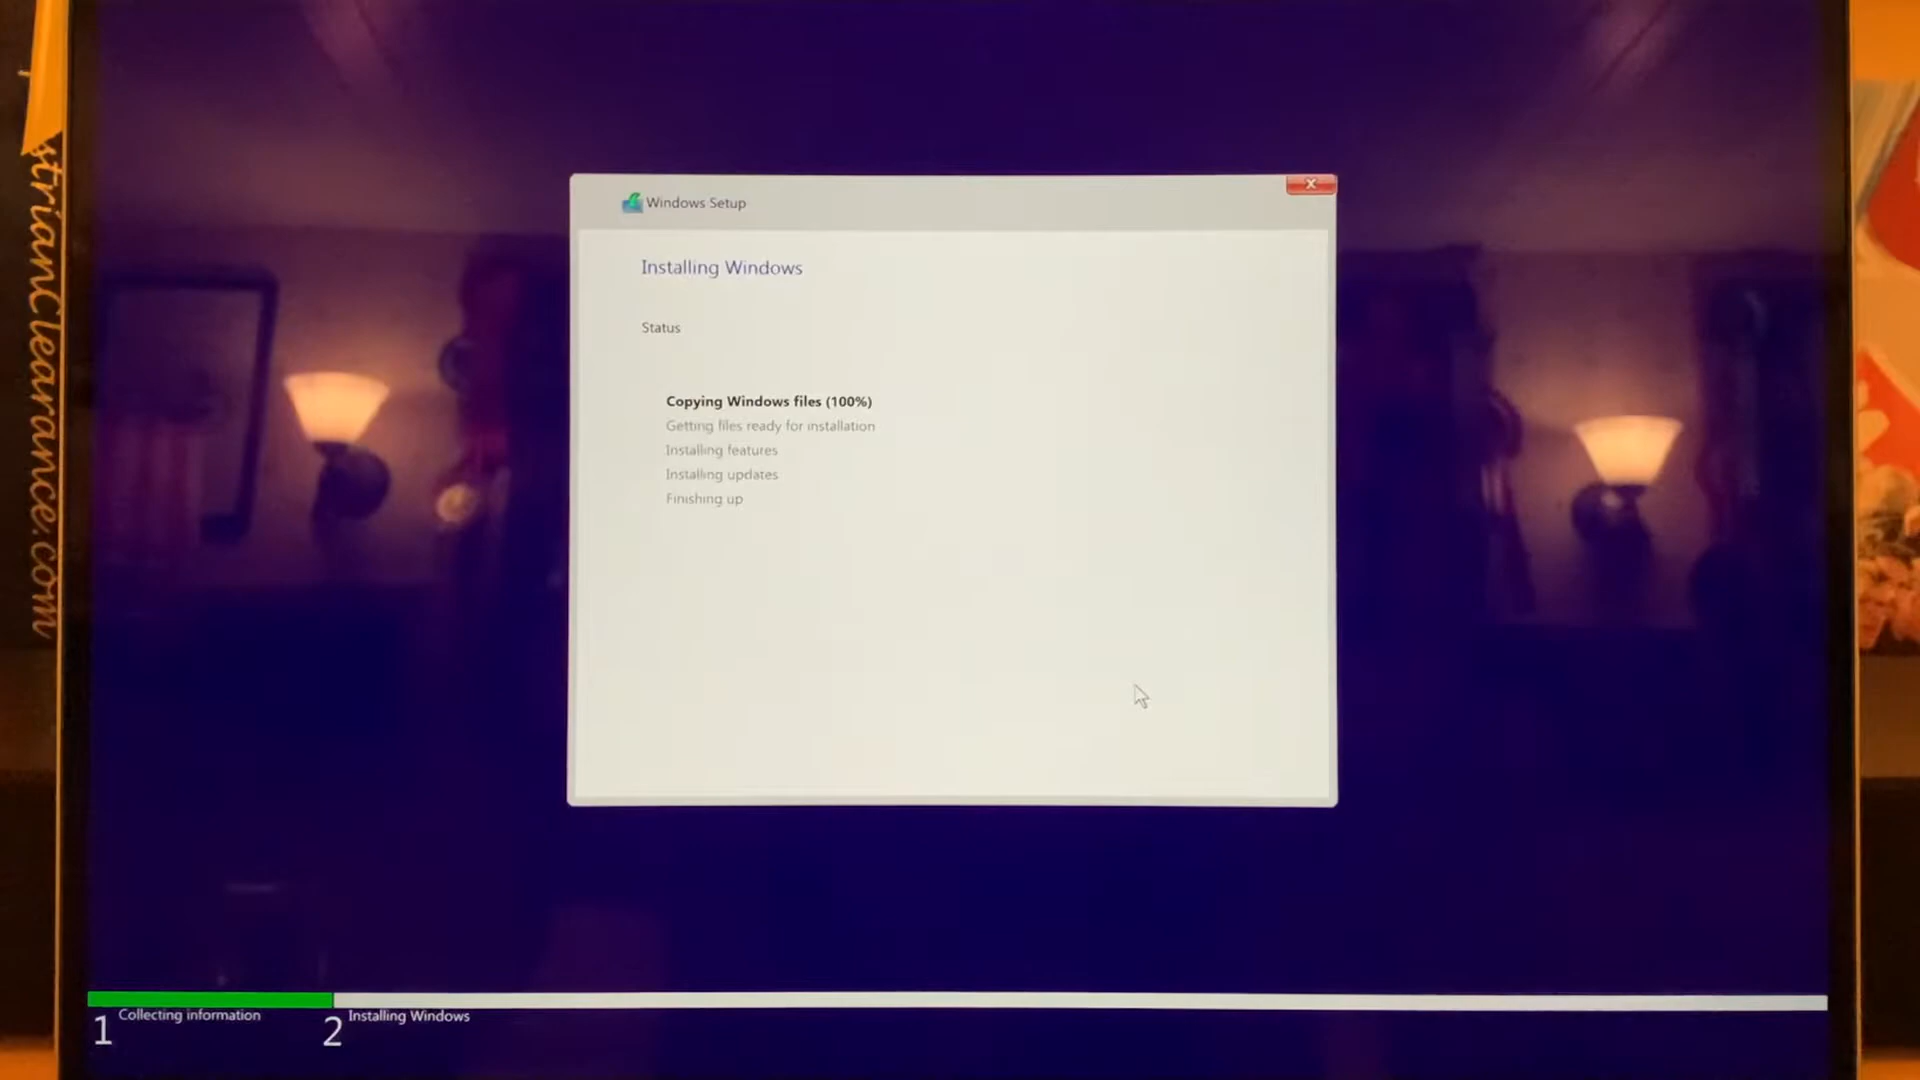 strianClearance.com
Windows Setup
Installing Windows
Status
Copying Windows files (100%)
Getting files ready for installation
Installing features
Installing updates
Finishing up
1 Collecting information
2 Installing Windows